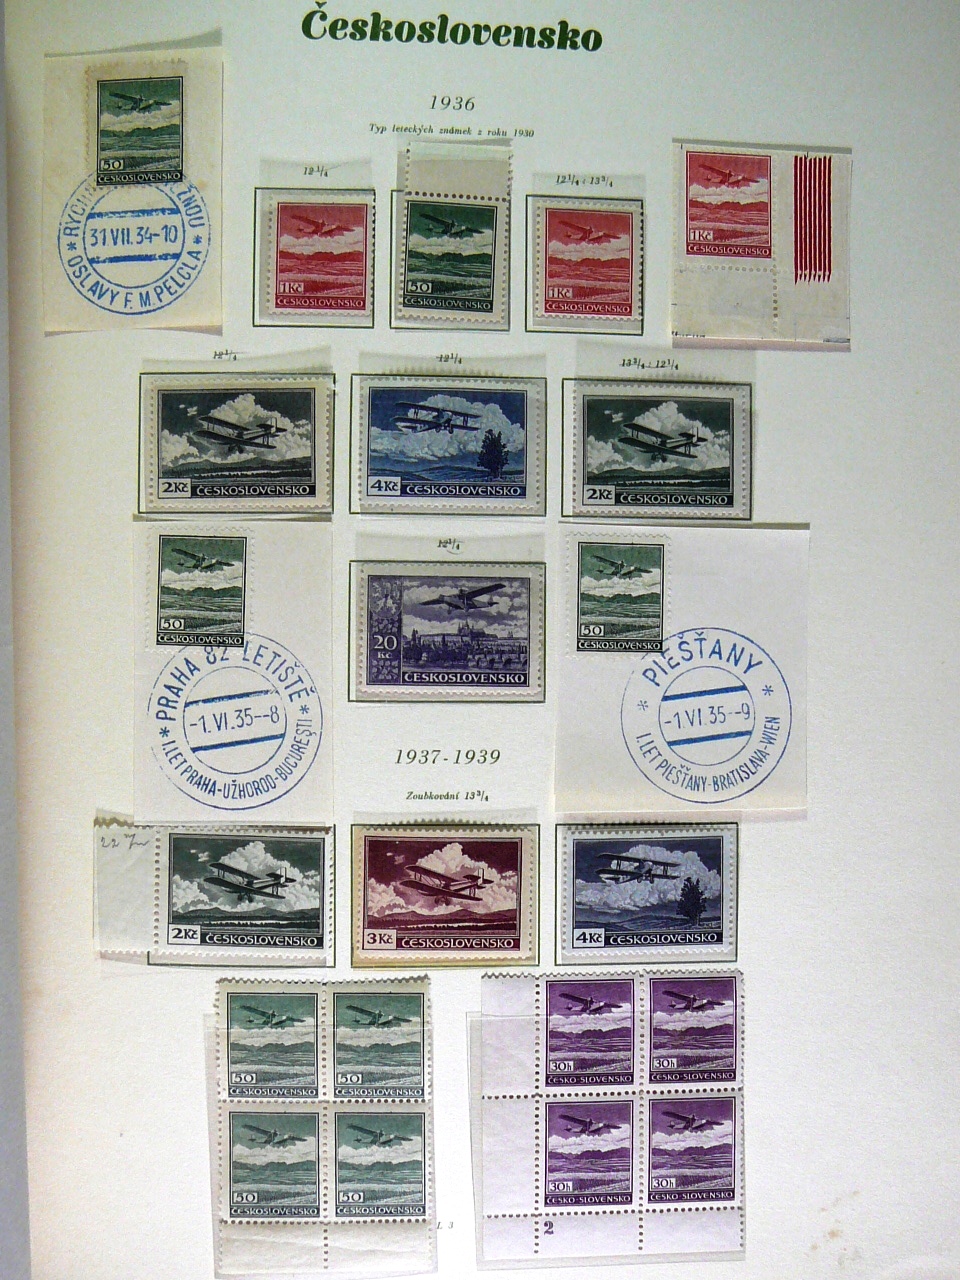 Československo
1936
Typ leteckých známek z roku 1930
50
ČESKOSLOVENSKO
31 VII. 34-10
OSLAVY F. M. PELCLA
12¼
1Kč
ČESKOSLOVENSKO
50
ČESKOSLOVENSKO
12¼ : 13¾
1Kč
ČESKOSLOVENSKO
1Kč
ČESKOSLOVENSKO
12¼
2Kč ČESKOSLOVENSKO
12¼
4Kč ČESKOSLOVENSKO
13¾ : 12¼
2Kč ČESKOSLOVENSKO
50
ČESKOSLOVENSKO
PRAHA 82 LETIŠTĚ
-1. VI. 35--8
I. LET PRAHA-UŽHOROD-BUCUREŞTI
12¼
20
Kč
ČESKOSLOVENSKO
50
ČESKOSLOVENSKO
PIEŠŤANY
-1. VI. 35--9
I. LET PIEŠŤANY-BRATISLAVA-WIEN
1937-1939
Zoubkování 13¾
2Kč ČESKOSLOVENSKO
3Kč ČESKOSLOVENSKO
4Kč ČESKOSLOVENSKO
50 50
ČESKOSLOVENSKO ČESKOSLOVENSKO
50 50
ČESKOSLOVENSKO ČESKOSLOVENSKO
30h 30h
ČESKO-SLOVENSKO ČESKO-SLOVENSKO
30h 30h
ČESKO-SLOVENSKO ČESKO-SLOVENSKO
2
L 3